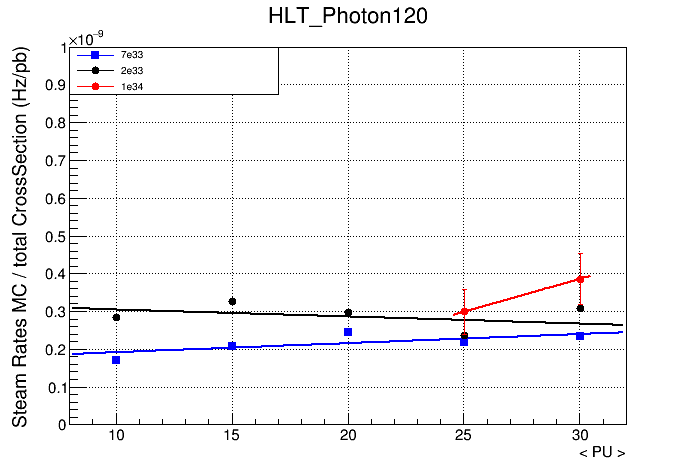 HLT_Photon120
×10⁻⁹
Steam Rates MC / total CrossSection (Hz/pb)
7e33
2e33
1e34
1
0.9
0.8
0.7
0.6
0.5
0.4
0.3
0.2
0.1
0
10 15 20 25 30
< PU >